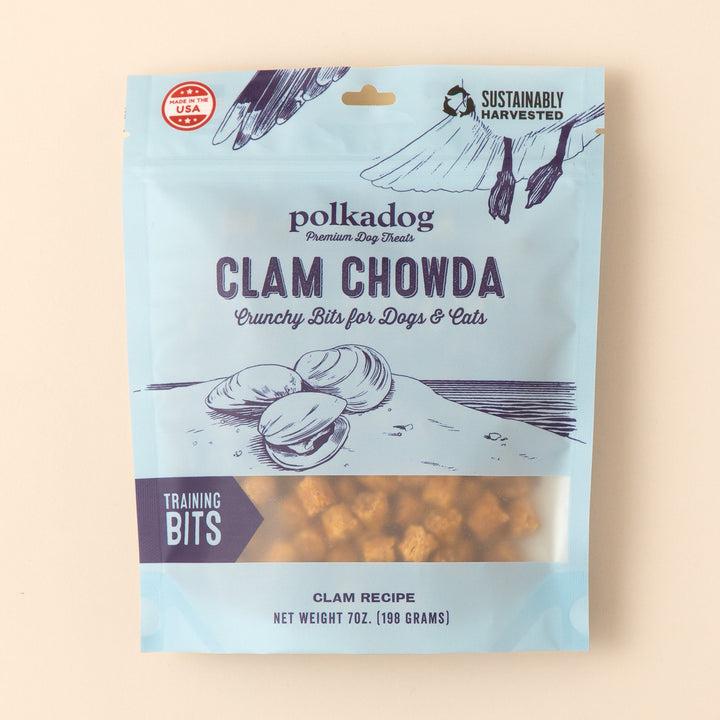 MADE IN THE
USA
SUSTAINABLY
HARVESTED
polkadog
Premium Dog Treats
CLAM CHOWDA
Crunchy Bits for Dogs & Cats
TRAINING
BITS
CLAM RECIPE
NET WEIGHT 7OZ. (198 GRAMS)